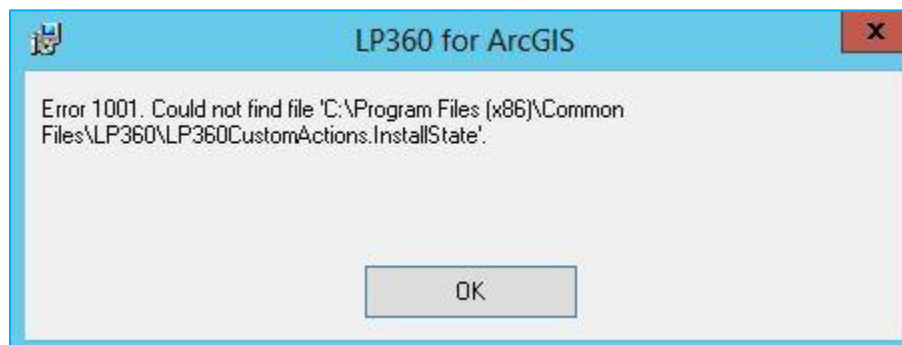 LP360 for ArcGIS
x
Error 1001. Could not find file 'C:\Program Files (x86)\Common
Files\LP360\LP360CustomActions.InstallState'.
OK